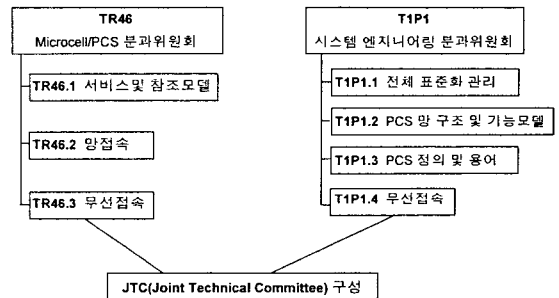 TR46
Microcell/PCS 분과위원회
TR46.1 서비스및 참조모델
TR46.2 망접속
TR46.3 무선접속
T1P1
시스템 엔지니어링 분과위원회
T1P1.1 전체 표준화 관리
T1P1.2 PCS 망 구조 및 기능모델
T1P1.3 PCS 정의 및 용어
T1P1.4 무선접속
JTC(Joint Technical Committee) 구성